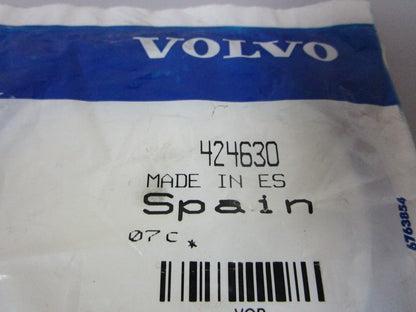 VOLVO
424630
MADE IN ES
Spain
07c *
6763854